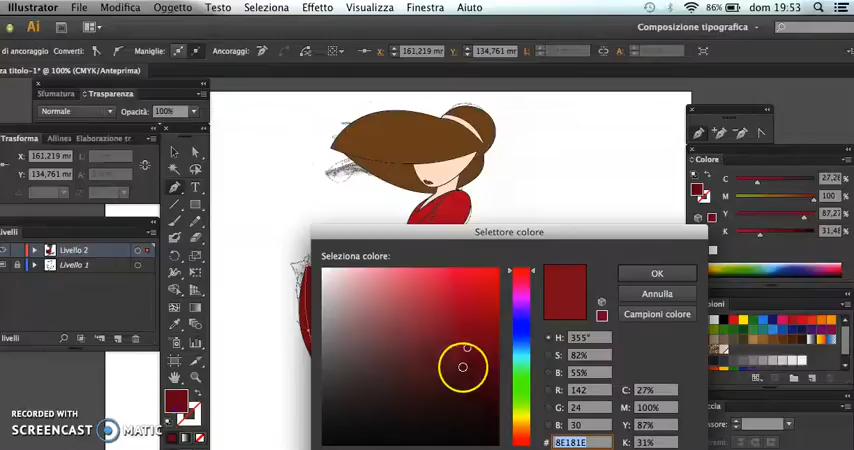 Illustrator File Modifica Oggetto Testo Selezione Effetto Visualizza Finestra Aiuto 86% dom 19:53
Ai Composizione tipografica
di ancoraggio Converti: Maniglie: Ancoraggi: X: 161,219 mr Y: 134,761 mr
za titolo-1* @ 100% (CMYK/Anteprima)
Sfumatura Trasparenza
Normale Opacità: 100%
Trasforma Allinea Elaborazione tr
X: 161,219 mr L:
Y: 134,761 mr
Livello 2
Livello 1
livelli
Colore
C 27,28 %
M 100 %
Y 87,27 %
K 31,48 %
Selettore colore
Seleziona colore:
OK
Annulla
Campioni colore
H: 355°
S: 82%
B: 55%
R: 142 C: 27%
G: 24 M: 100%
B: 30 Y: 87%
# 8E181E K: 31%
RECORDED WITH
SCREENCAST MATIC